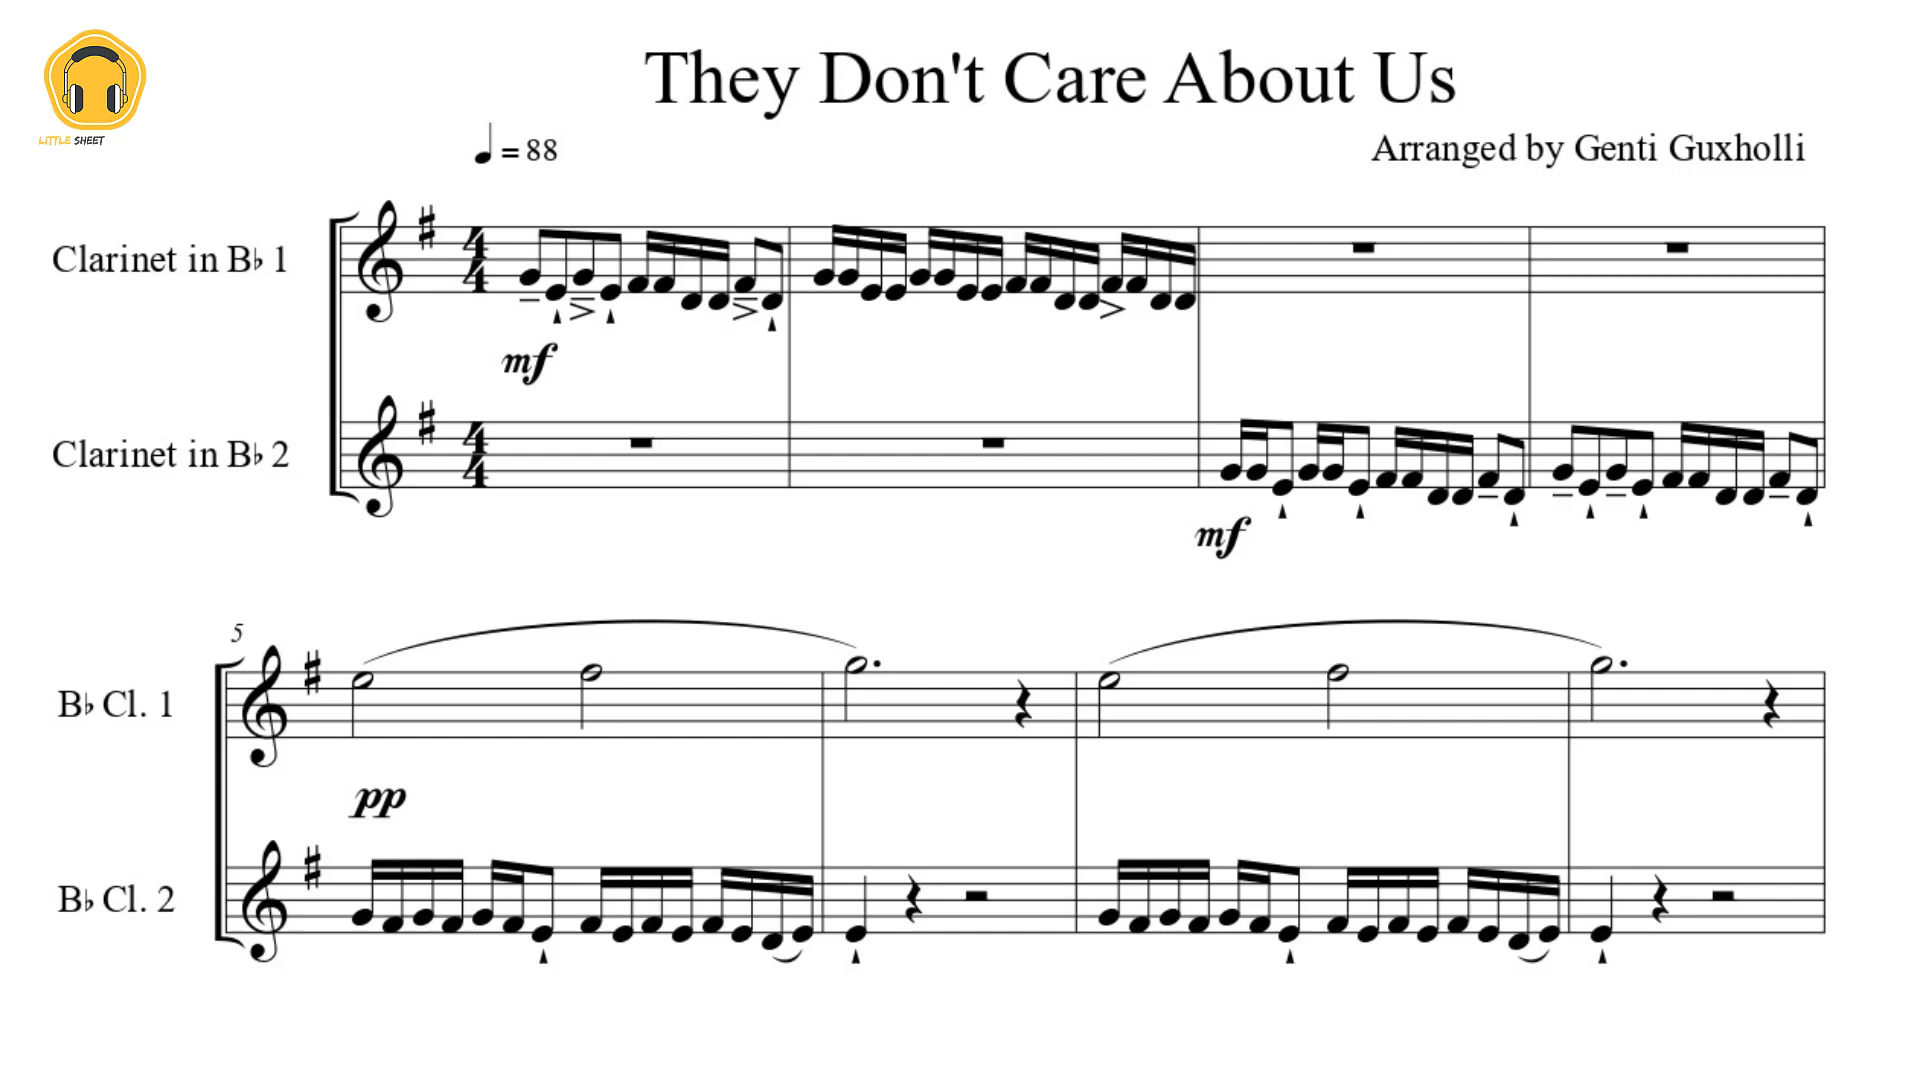 LITTLE SHEET
They Don't Care About Us
= 88
Arranged by Genti Guxholli
Clarinet in B♭ 1
mf
Clarinet in B♭ 2
mf
5
B♭ Cl. 1
pp
B♭ Cl. 2